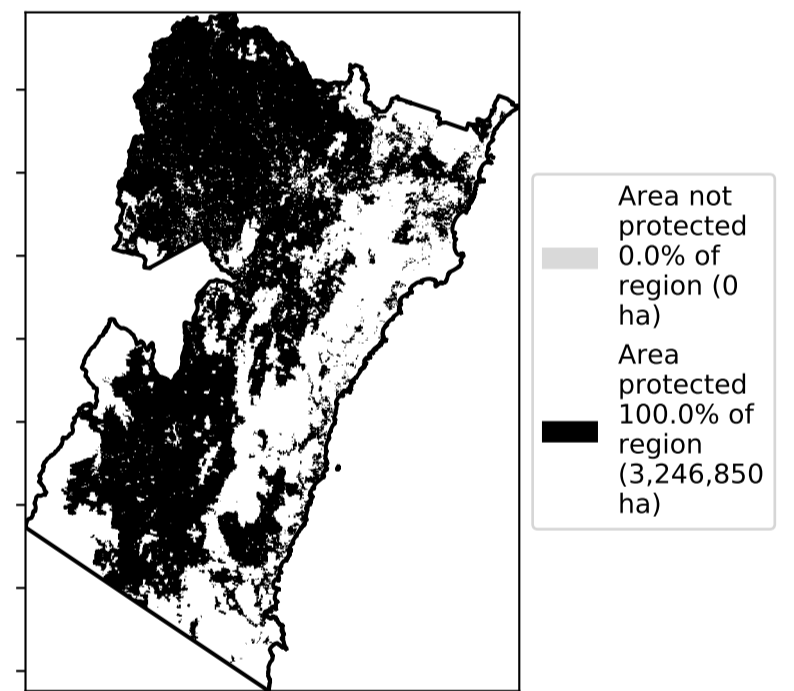 Area not
protected
0.0% of
region (0
ha)
Area
protected
100.0% of
region
(3,246,850
ha)